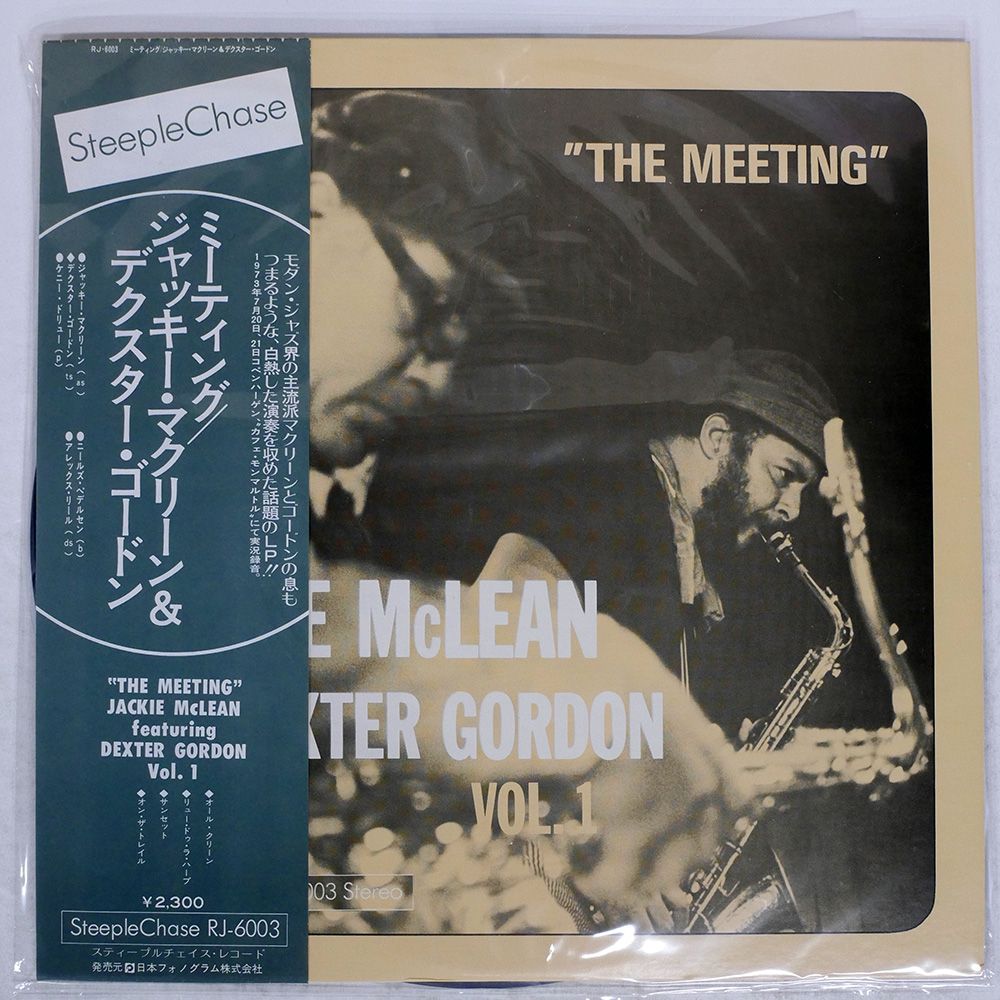 RJ-6003 ミーティング/ジャッキー・マクリーン&デクスター・ゴードン
SteepleChase
ミーティング/
ジャッキー・マクリーン&
デクスター・ゴードン
モダン・ジャズ界の主流派マクリーンとゴードンの息も
つまるような、白熱した演奏を収めた話題のLP!!
1973年7月20日、21日コペンハーゲン、“カフェ・モンマルトル”にて実況録音。
●ジャッキー・マクリーン(as)
◆デクスター・ゴードン(ts)
●ケニー・ドリュー(p)
●ニールス・ペデルセン(b)
●アレックス・リール(ds)
"THE MEETING"
JACKIE McLEAN
featuring
DEXTER GORDON
Vol. 1
◆オール・クリーン
◆リュー・ドゥ・ラ・ハープ
◆サンセット
◆オン・ザ・トレイル
¥2,300
SteepleChase RJ-6003
スティープルチェイス・レコード
発売元 日本フォノグラム株式会社
"THE MEETING"
E McLEAN
XTER GORDON
VOL. 1
003 Stereo